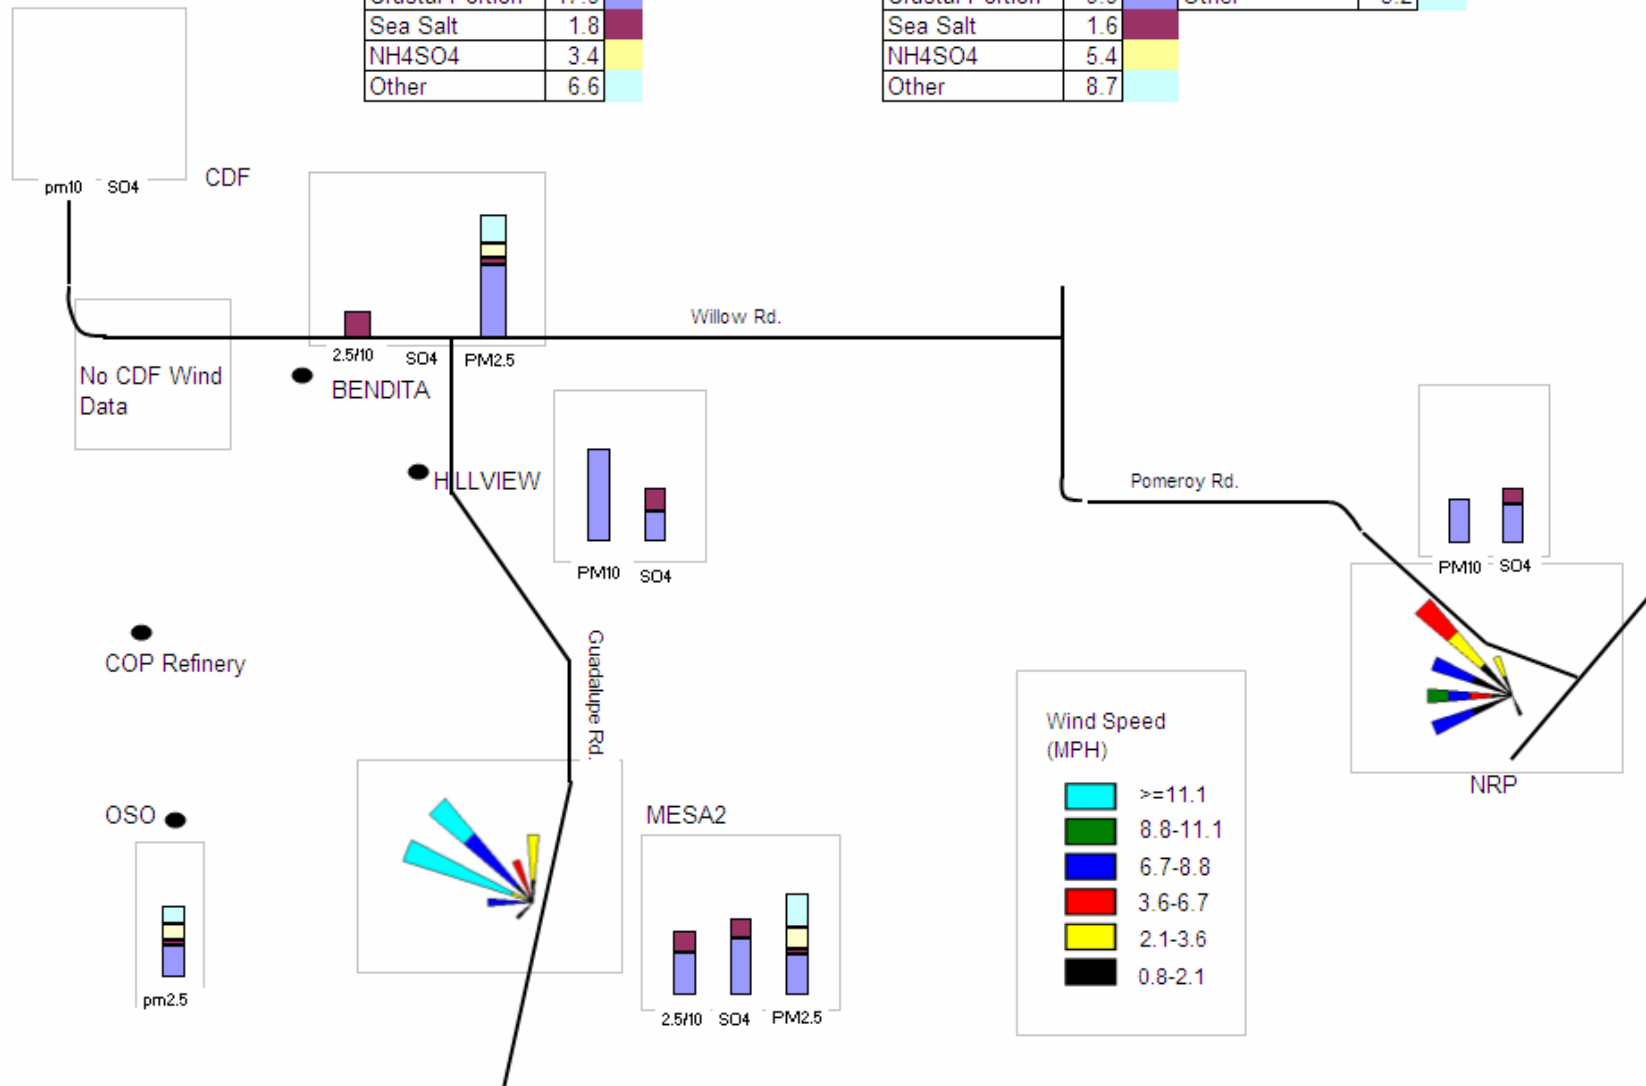 Sea Salt 1.8
NH4SO4 3.4
Other 6.6
Sea Salt 1.6
NH4SO4 5.4
Other 8.7
pm10 SO4
CDF
Willow Rd.
2.5/10 SO4 PM2.5
No CDF Wind
Data
BENDITA
HILLVIEW
PM10 SO4
Pomeroy Rd.
PM10 SO4
COP Refinery
Guadalupe Rd.
Wind Speed
(MPH)
>=11.1
8.8-11.1
6.7-8.8
3.6-6.7
2.1-3.6
0.8-2.1
NRP
OSO
MESA2
pm2.5
2.5/10 SO4 PM2.5